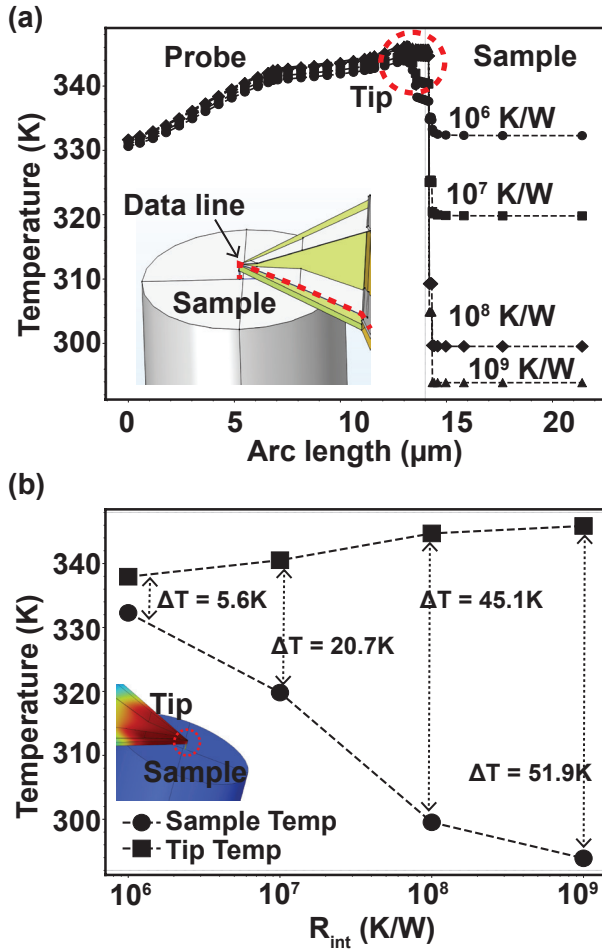 (a)
Probe
Sample
Tip
10⁶ K/W
10⁷ K/W
10⁸ K/W
10⁹ K/W
Data line
Sample
Temperature (K)
340
330
320
310
300
0
5
10
15
20
Arc length (μm)
(b)
ΔT = 5.6K
ΔT = 20.7K
ΔT = 45.1K
ΔT = 51.9K
Tip
Sample
Sample Temp
Tip Temp
Temperature (K)
340
330
320
310
300
10⁶
10⁷
10⁸
10⁹
R_int (K/W)